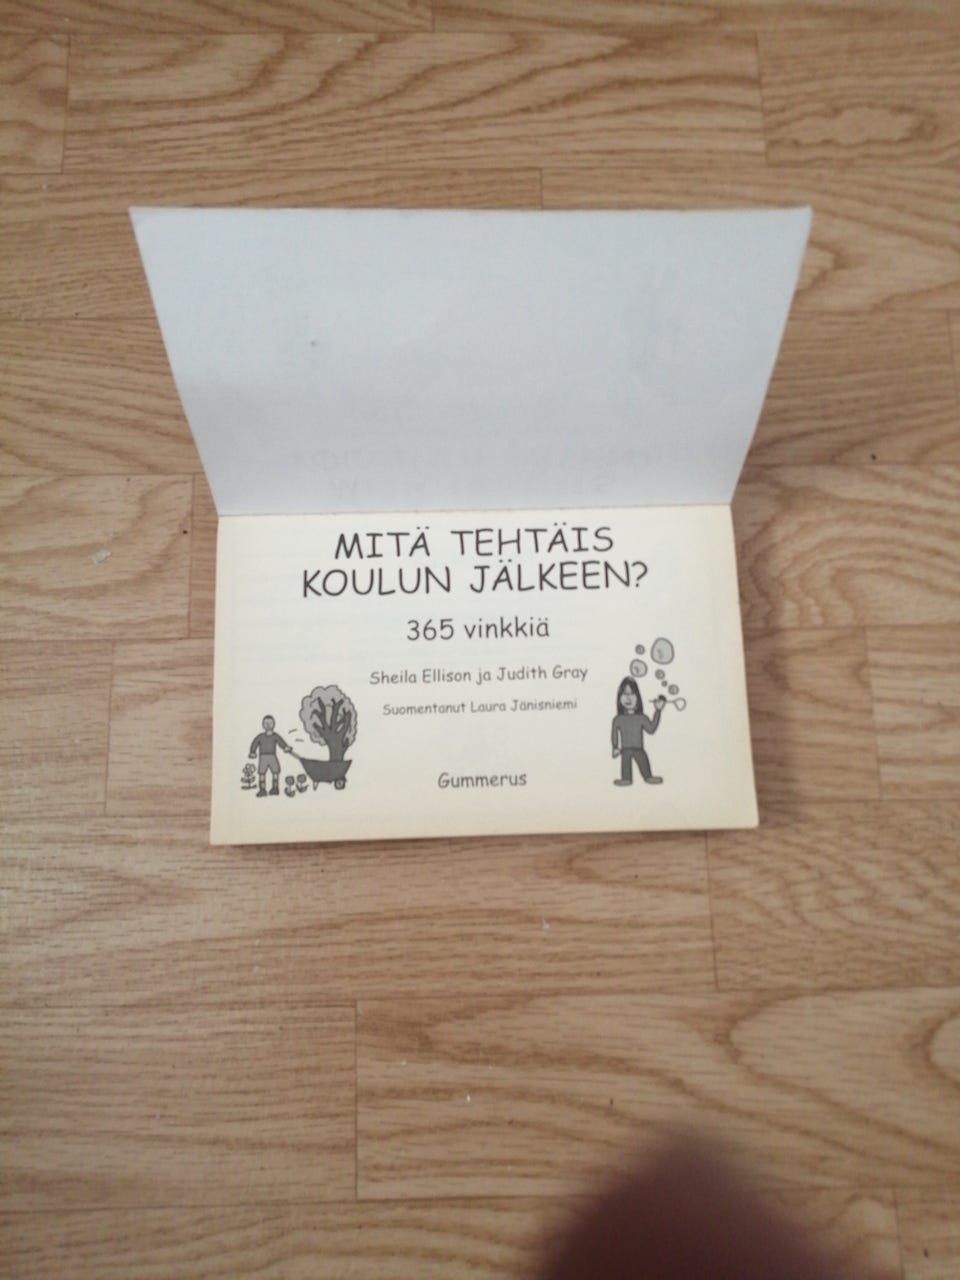 MITÄ TEHTÄIS
KOULUN JÄLKEEN?
365 vinkkiä
Sheila Ellison ja Judith Gray
Suomentanut Laura Jänisniemi
Gummerus